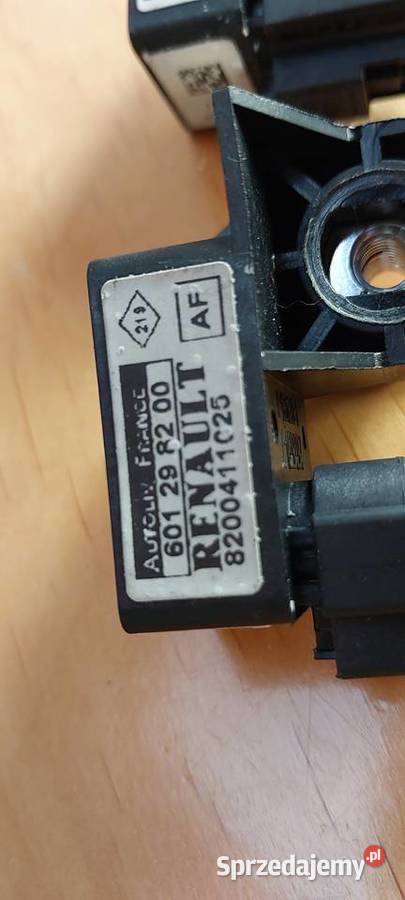 219
AF
AUTOLIV FRANCE
601 29 82 00
RENAULT
8200411025
Sprzedajemy.pl